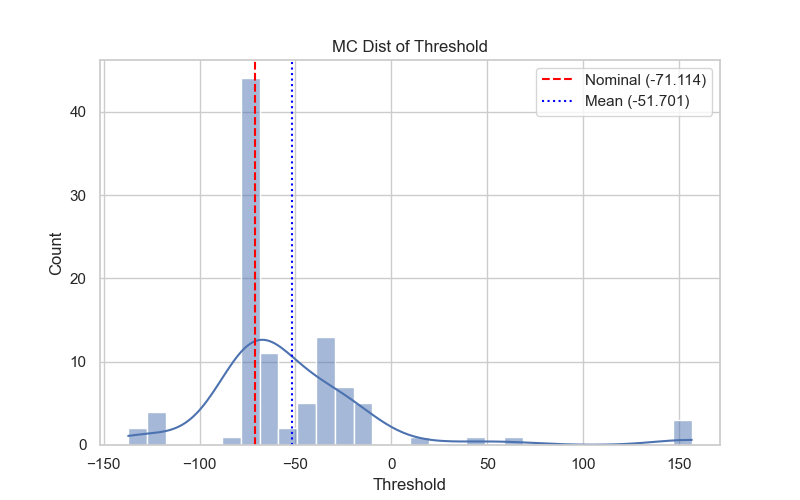 MC Dist of Threshold
Nominal (-71.114)
Mean (-51.701)
Count
40
30
20
10
0
−150 −100 −50 0 50 100 150
Threshold